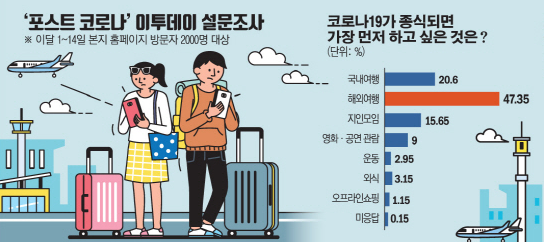 '포스트 코로나' 이투데이 설문조사
※ 이달 1~14일 본지 홈페이지 방문자 2000명 대상
코로나19가 종식되면
가장 먼저 하고 싶은 것은?
(단위: %)
국내여행 20.6
해외여행 47.35
지인모임 15.65
영화·공연 관람 9
운동 2.95
외식 3.15
오프라인쇼핑 1.15
미응답 0.15